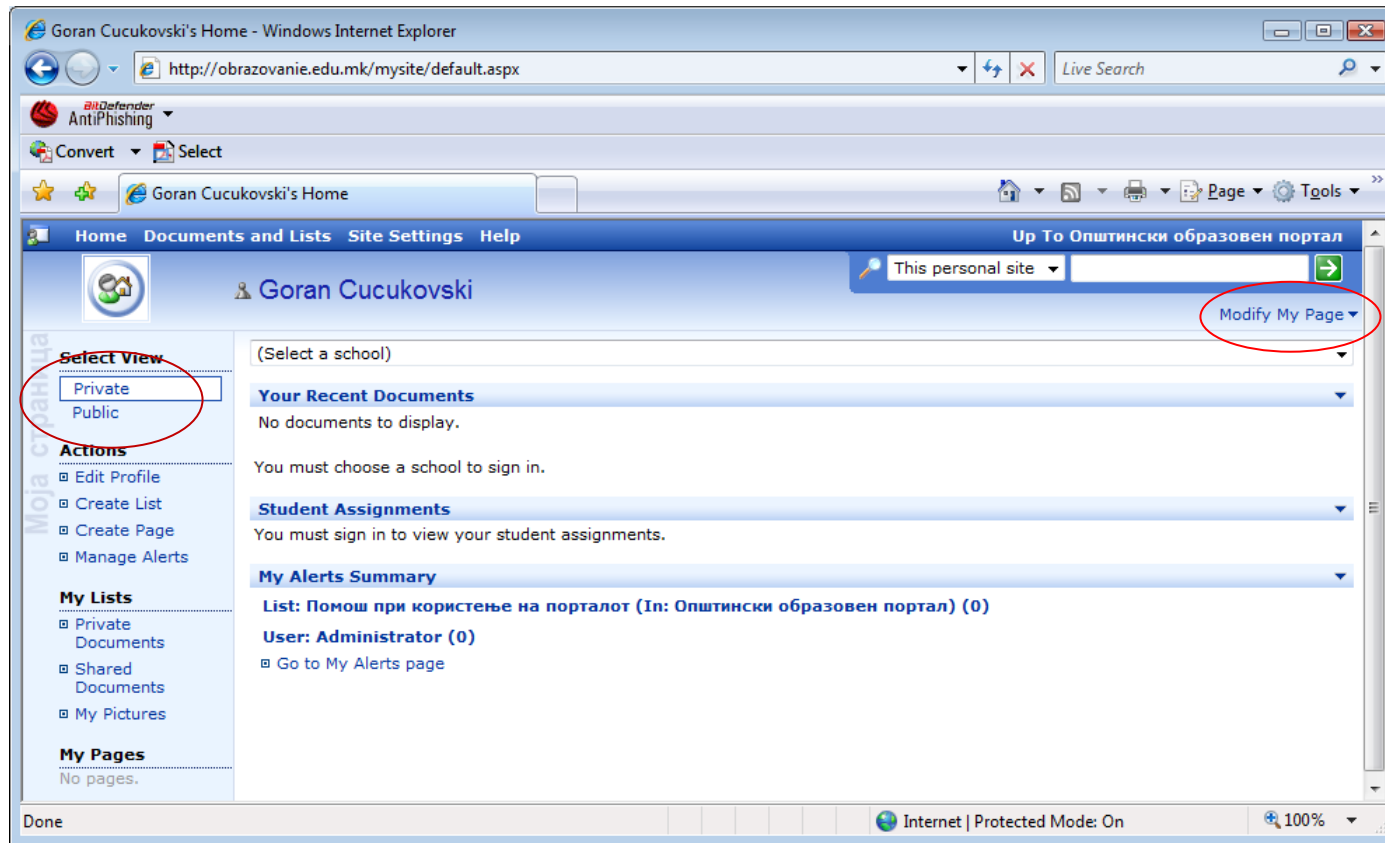 Goran Cucukovski's Home - Windows Internet Explorer
http://obrazovanie.edu.mk/mysite/default.aspx
Live Search
BitDefender
AntiPhishing
Convert
Select
Goran Cucukovski's Home
Page
Tools
Home Documents and Lists Site Settings Help
Up To Општински образовен портал
Goran Cucukovski
This personal site
Modify My Page
Моја страница
Select View
Private
Public
Actions
Edit Profile
Create List
Create Page
Manage Alerts
My Lists
Private
Documents
Shared
Documents
My Pictures
My Pages
No pages.
(Select a school)
Your Recent Documents
No documents to display.
You must choose a school to sign in.
Student Assignments
You must sign in to view your student assignments.
My Alerts Summary
List: Помош при користење на порталот (In: Општински образовен портал) (0)
User: Administrator (0)
Go to My Alerts page
Done
Internet | Protected Mode: On
100%